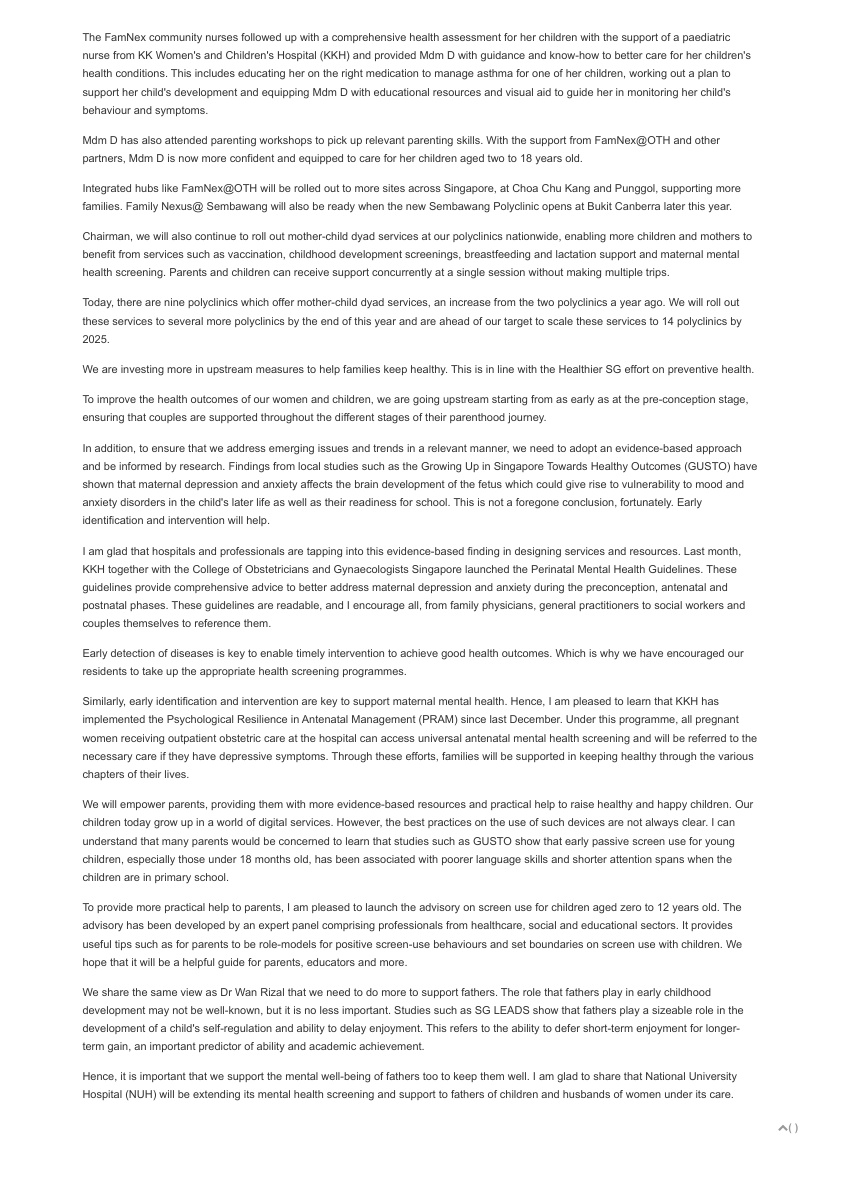 The FamNex community nurses followed up with a comprehensive health assessment for her children with the support of a paediatric
nurse from KK Women's and Children's Hospital (KKH) and provided Mdm D with guidance and know-how to better care for her children's
health conditions. This includes educating her on the right medication to manage asthma for one of her children, working out a plan to
support her child's development and equipping Mdm D with educational resources and visual aid to guide her in monitoring her child's
behaviour and symptoms.
Mdm D has also attended parenting workshops to pick up relevant parenting skills. With the support from FamNex@OTH and other
partners, Mdm D is now more confident and equipped to care for her children aged two to 18 years old.
Integrated hubs like FamNex@OTH will be rolled out to more sites across Singapore, at Choa Chu Kang and Punggol, supporting more
families. Family Nexus@ Sembawang will also be ready when the new Sembawang Polyclinic opens at Bukit Canberra later this year.
Chairman, we will also continue to roll out mother-child dyad services at our polyclinics nationwide, enabling more children and mothers to
benefit from services such as vaccination, childhood development screenings, breastfeeding and lactation support and maternal mental
health screening. Parents and children can receive support concurrently at a single session without making multiple trips.
Today, there are nine polyclinics which offer mother-child dyad services, an increase from the two polyclinics a year ago. We will roll out
these services to several more polyclinics by the end of this year and are ahead of our target to scale these services to 14 polyclinics by
2025.
We are investing more in upstream measures to help families keep healthy. This is in line with the Healthier SG effort on preventive health.
To improve the health outcomes of our women and children, we are going upstream starting from as early as at the pre-conception stage,
ensuring that couples are supported throughout the different stages of their parenthood journey.
In addition, to ensure that we address emerging issues and trends in a relevant manner, we need to adopt an evidence-based approach
and be informed by research. Findings from local studies such as the Growing Up in Singapore Towards Healthy Outcomes (GUSTO) have
shown that maternal depression and anxiety affects the brain development of the fetus which could give rise to vulnerability to mood and
anxiety disorders in the child's later life as well as their readiness for school. This is not a foregone conclusion, fortunately. Early
identification and intervention will help.
I am glad that hospitals and professionals are tapping into this evidence-based finding in designing services and resources. Last month,
KKH together with the College of Obstetricians and Gynaecologists Singapore launched the Perinatal Mental Health Guidelines. These
guidelines provide comprehensive advice to better address maternal depression and anxiety during the preconception, antenatal and
postnatal phases. These guidelines are readable, and I encourage all, from family physicians, general practitioners to social workers and
couples themselves to reference them.
Early detection of diseases is key to enable timely intervention to achieve good health outcomes. Which is why we have encouraged our
residents to take up the appropriate health screening programmes.
Similarly, early identification and intervention are key to support maternal mental health. Hence, I am pleased to learn that KKH has
implemented the Psychological Resilience in Antenatal Management (PRAM) since last December. Under this programme, all pregnant
women receiving outpatient obstetric care at the hospital can access universal antenatal mental health screening and will be referred to the
necessary care if they have depressive symptoms. Through these efforts, families will be supported in keeping healthy through the various
chapters of their lives.
We will empower parents, providing them with more evidence-based resources and practical help to raise healthy and happy children. Our
children today grow up in a world of digital services. However, the best practices on the use of such devices are not always clear. I can
understand that many parents would be concerned to learn that studies such as GUSTO show that early passive screen use for young
children, especially those under 18 months old, has been associated with poorer language skills and shorter attention spans when the
children are in primary school.
To provide more practical help to parents, I am pleased to launch the advisory on screen use for children aged zero to 12 years old. The
advisory has been developed by an expert panel comprising professionals from healthcare, social and educational sectors. It provides
useful tips such as for parents to be role-models for positive screen-use behaviours and set boundaries on screen use with children. We
hope that it will be a helpful guide for parents, educators and more.
We share the same view as Dr Wan Rizal that we need to do more to support fathers. The role that fathers play in early childhood
development may not be well-known, but it is no less important. Studies such as SG LEADS show that fathers play a sizeable role in the
development of a child's self-regulation and ability to delay enjoyment. This refers to the ability to defer short-term enjoyment for longer-
term gain, an important predictor of ability and academic achievement.
Hence, it is important that we support the mental well-being of fathers too to keep them well. I am glad to share that National University
Hospital (NUH) will be extending its mental health screening and support to fathers of children and husbands of women under its care.
( )